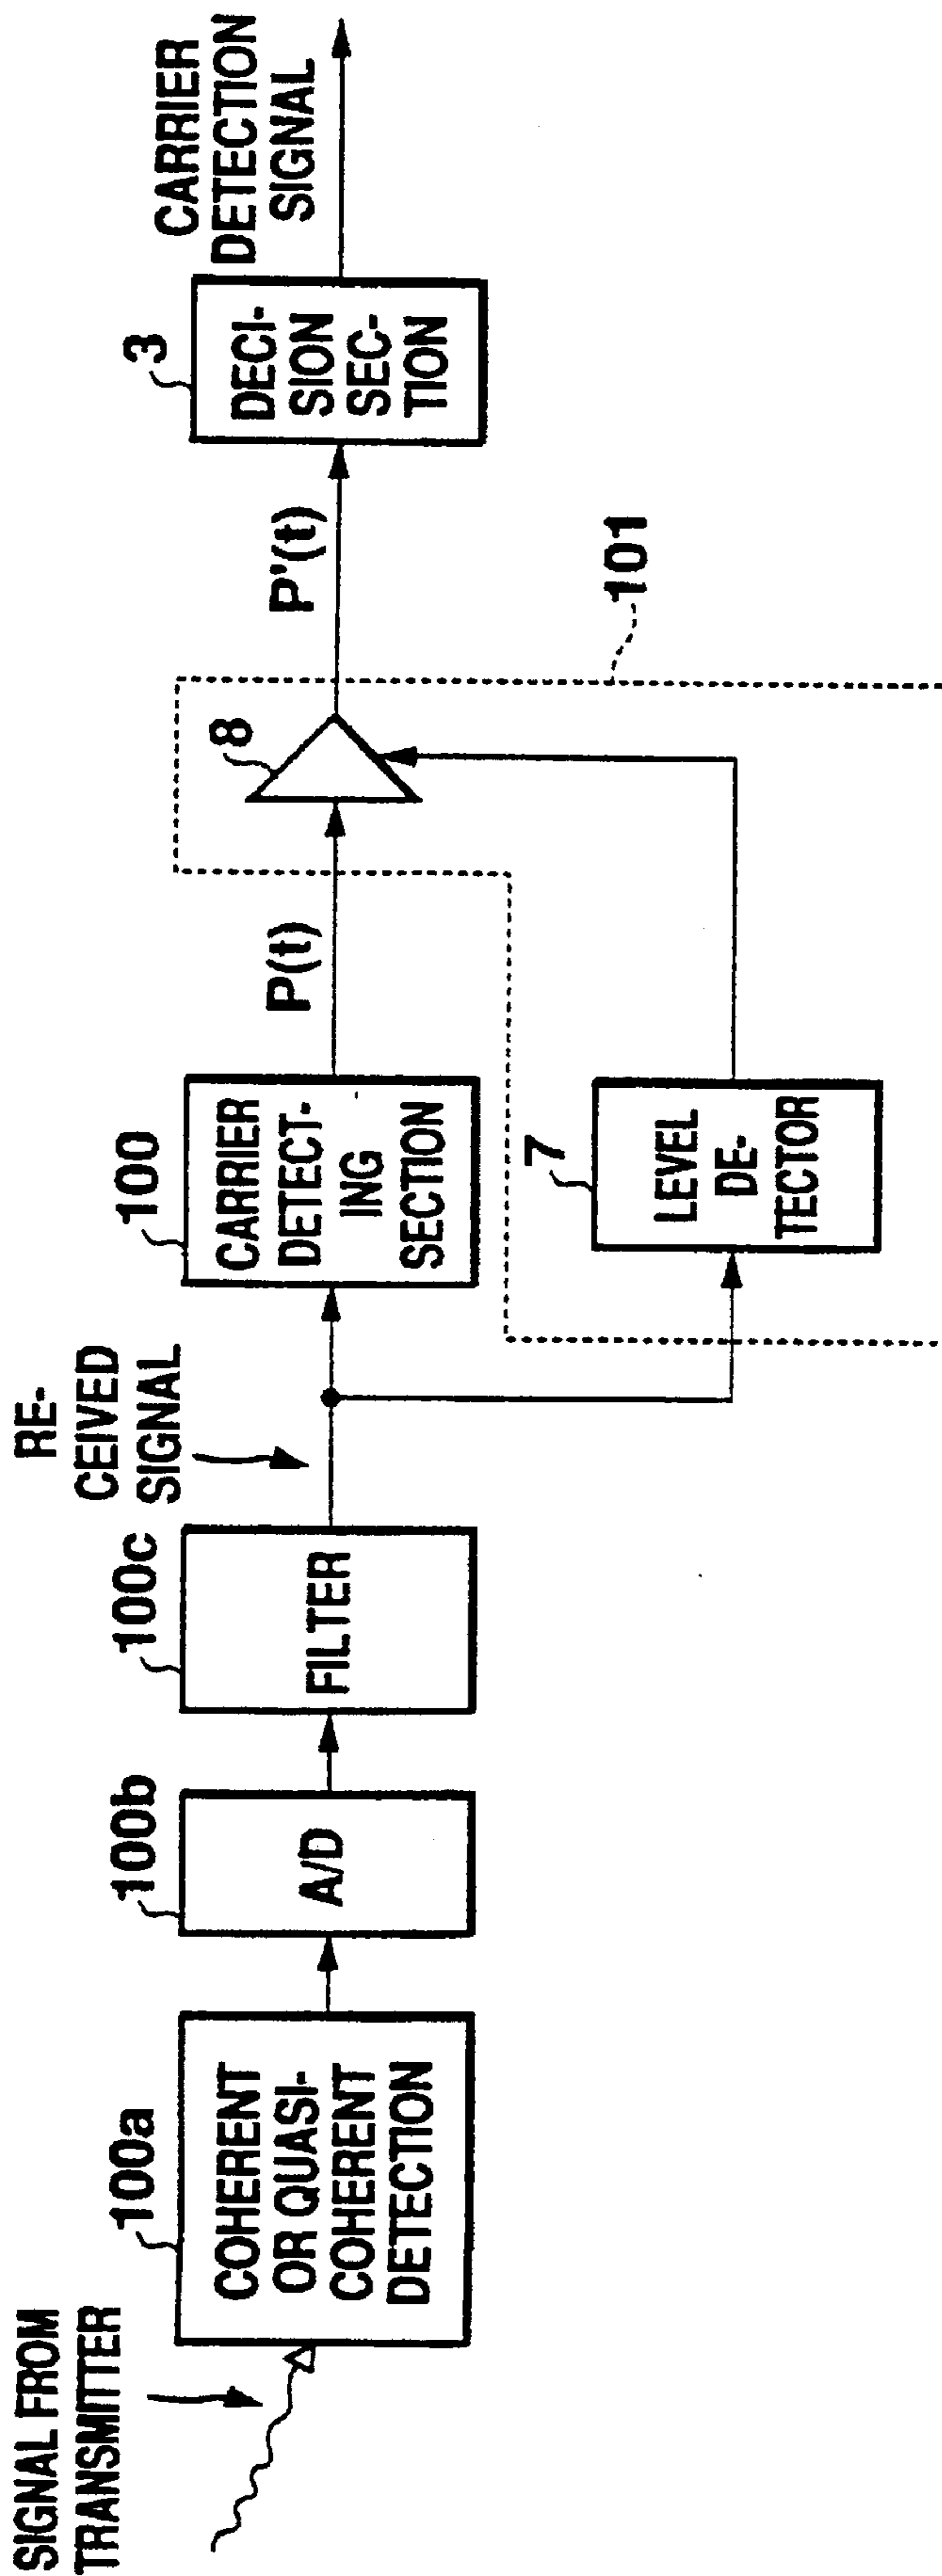 SIGNAL FROM
TRANSMITTER
100a
COHERENT
OR QUASI-
COHERENT
DETECTION
100b
A/D
100c
FILTER
RE-
CEIVED
SIGNAL
100
CARRIER
DETECT-
ING
SECTION
7
LEVEL
DE-
TECTOR
P(t)
8
101
P'(t)
3
DECI-
SION
SEC-
TION
CARRIER
DETECTION
SIGNAL